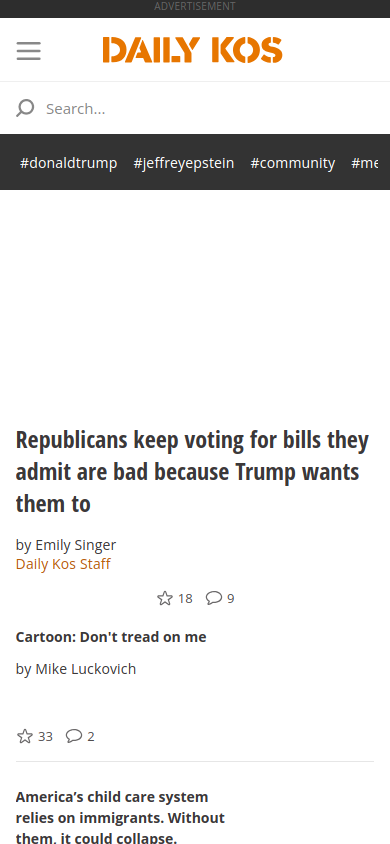 ADVERTISEMENT
DAILY KOS
Search...
#donaldtrump #jeffreyepstein #community #me
Republicans keep voting for bills they
admit are bad because Trump wants
them to
by Emily Singer
Daily Kos Staff
18 9
Cartoon: Don't tread on me
by Mike Luckovich
33 2
America’s child care system
relies on immigrants. Without
them, it could collapse.